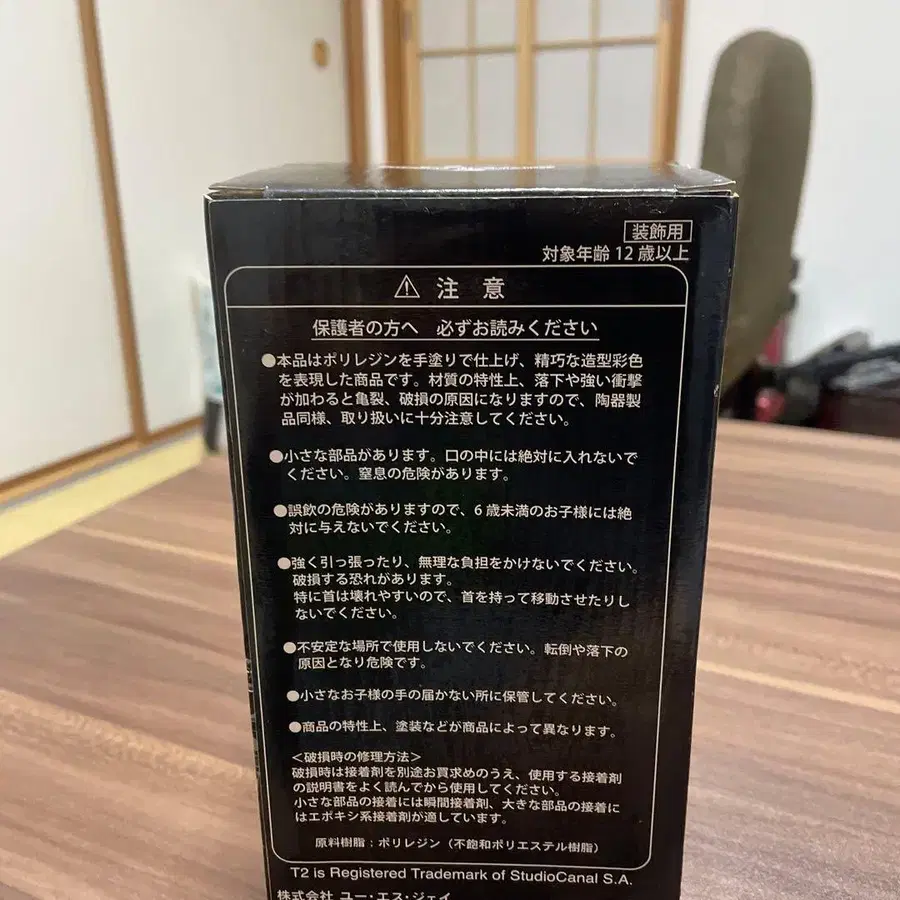 装飾用
対象年齢 12 歳以上
注 意
保護者の方へ 必ずお読みください
●本品はポリレジンを手塗りで仕上げ、精巧な造型彩色
を表現した商品です。材質の特性上、落下や強い衝撃
が加わると亀裂、破損の原因になりますので、陶器製
品同様、取り扱いに十分注意してください。
●小さな部品があります。口の中には絶対に入れないで
ください。窒息の危険があります。
●誤飲の危険がありますので、6 歳未満のお子様には絶
対に与えないでください。
●強く引っ張ったり、無理な負担をかけないでください。
破損する恐れがあります。
特に首は壊れやすいので、首を持って移動させたりし
ないでください。
●不安定な場所で使用しないでください。転倒や落下の
原因となり危険です。
●小さなお子様の手の届かない所に保管してください。
●商品の特性上、塗装などが商品によって異なります。
＜破損時の修理方法＞
破損時は接着剤を別途お買求めのうえ、使用する接着剤
の説明書をよく読んでから使用してください。
小さな部品の接着には瞬間接着剤、大きな部品の接着に
はエポキシ系接着剤が適しています。
原料樹脂：ポリレジン（不飽和ポリエステル樹脂）
T2 is Registered Trademark of StudioCanal S.A.
株式会社 ユー・エス・ジェイ